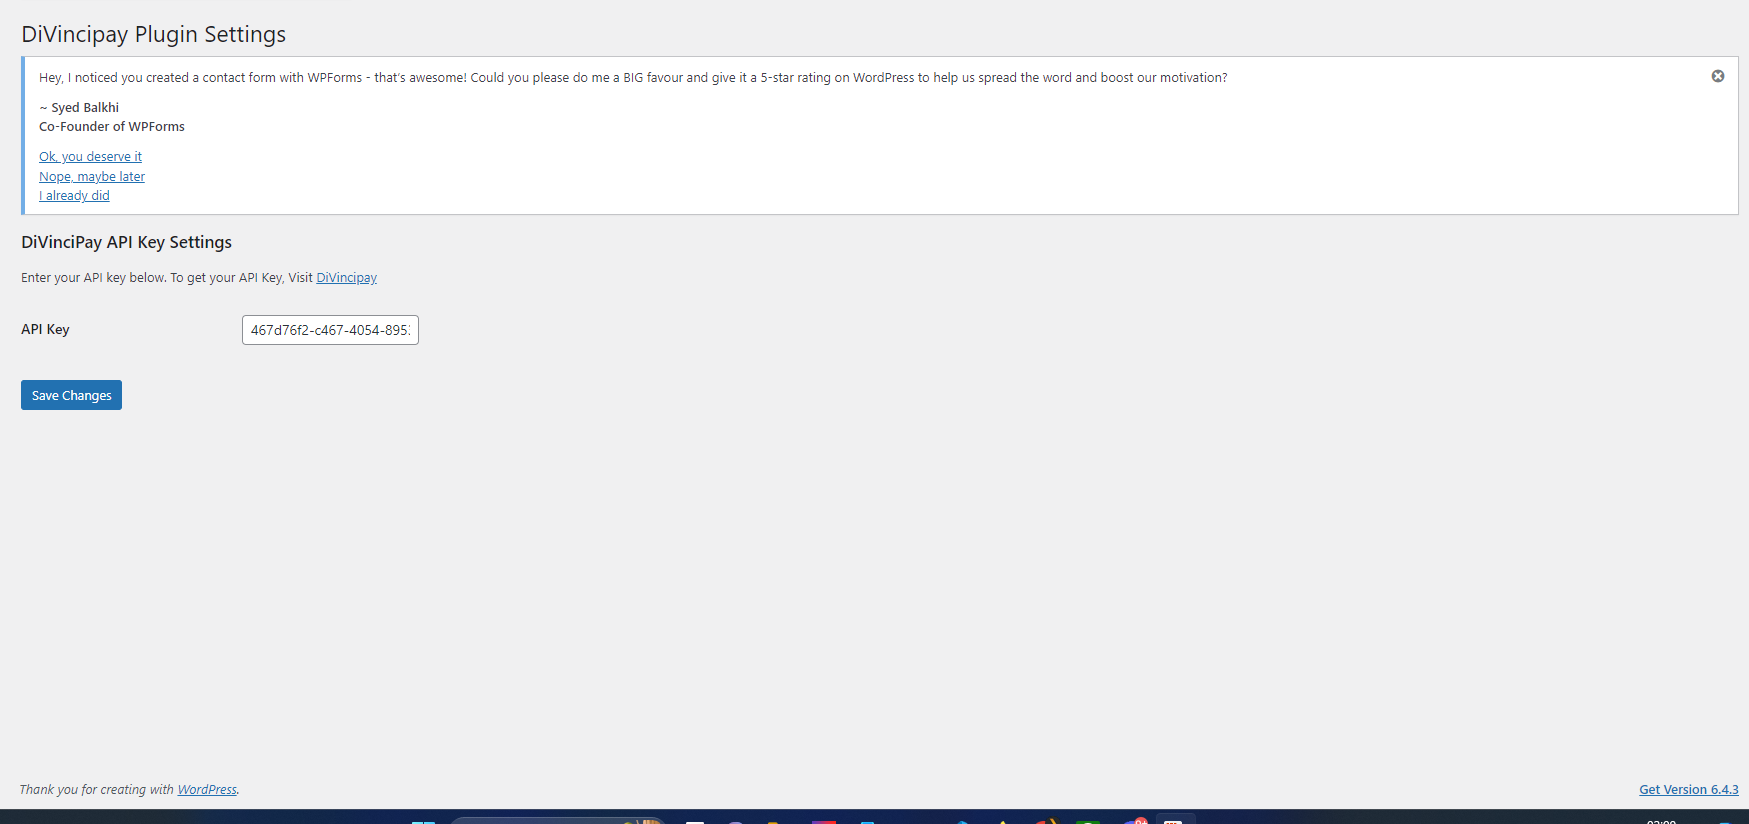 DiVincipay Plugin Settings
Hey, I noticed you created a contact form with WPForms - that's awesome! Could you please do me a BIG favour and give it a 5-star rating on WordPress to help us spread the word and boost our motivation?
~ Syed Balkhi
Co-Founder of WPForms
Ok, you deserve it
Nope, maybe later
I already did
DiVinciPay API Key Settings
Enter your API key below. To get your API Key, Visit DiVincipay
API Key 467d76f2-c467-4054-895
Save Changes
Thank you for creating with WordPress. Get Version 6.4.3